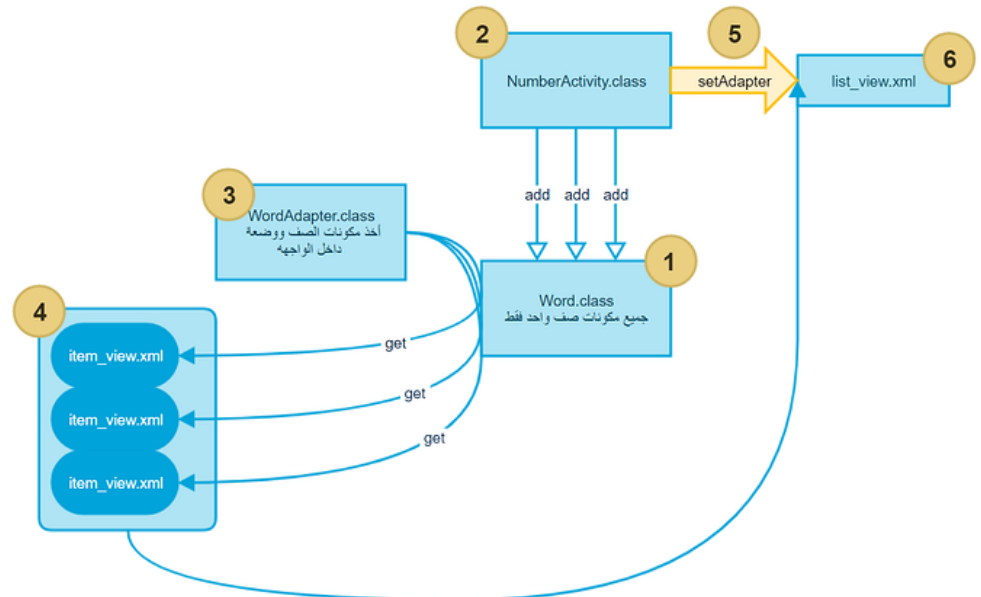 2
NumberActivity.class
5
setAdapter
6
list_view.xml
add
add
add
3
WordAdapter.class
أخذ مكونات الصف ووضعة
داخل الواجهه
1
Word.class
جميع مكونات صف واحد فقط
4
item_view.xml
item_view.xml
item_view.xml
get
get
get